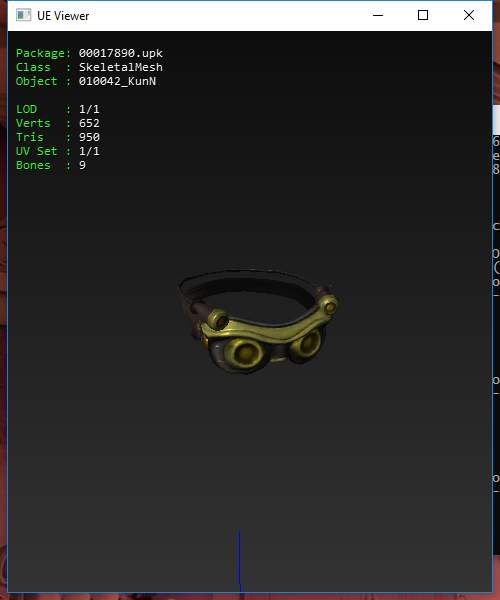 UE Viewer
Package: 00017890.upk
Class : SkeletalMesh
Object : 010042_KunN
LOD : 1/1
Verts : 652
Tris : 950
UV Set : 1/1
Bones : 9